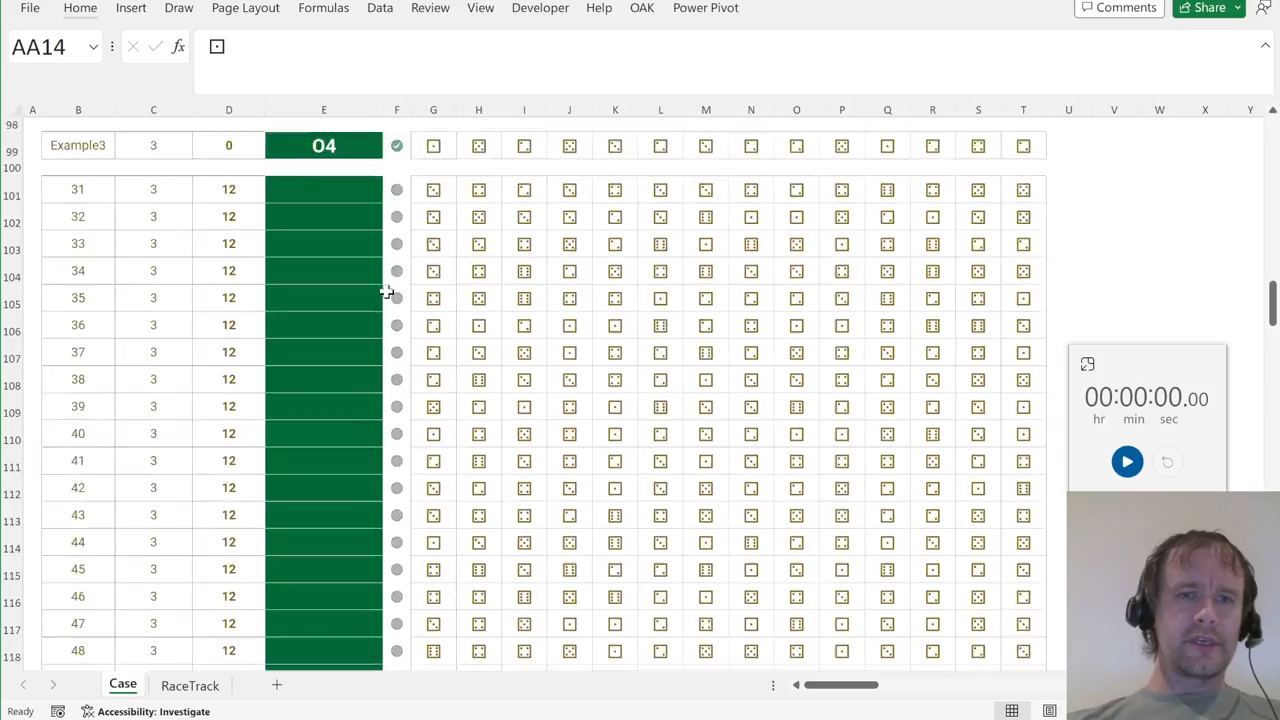 File Home Insert Draw Page Layout Formulas Data Review View Developer Help OAK Power Pivot Comments Share
AA14 fx ⚀
A B C D E F G H I J K L M N O P Q R S T U V W X Y
98
99 Example3 3 0 O4
100
101 31 3 12
102 32 3 12
103 33 3 12
104 34 3 12
105 35 3 12
106 36 3 12
107 37 3 12
108 38 3 12
109 39 3 12
110 40 3 12
111 41 3 12
112 42 3 12
113 43 3 12
114 44 3 12
115 45 3 12
116 46 3 12
117 47 3 12
118 48 3 12
00:00:00.00
hr min sec
Case RaceTrack
Ready Accessibility: Investigate